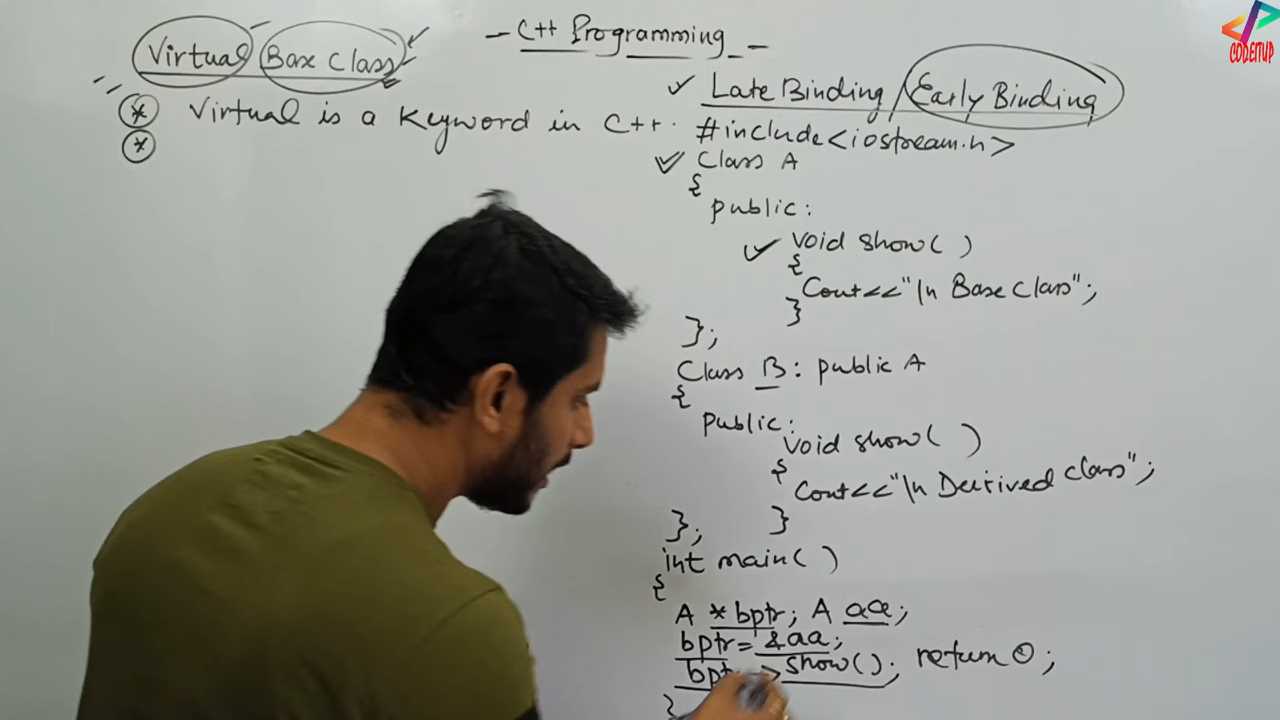 - C++ Programming -
Virtual Base Class
* Virtual is a Keyword in C++.
*
Late Binding / Early Binding
#include<iostream.h>
Class A
{
public:
void show( )
{
Cout<<"\n Base Class";
}
};
Class B : public A
{
public:
void show( )
{
Cout<<"\n Derived Class";
}
};
int main( )
{
A *bptr; A aa;
bptr = &aa;
show(); return 0;
}
CODEITUP